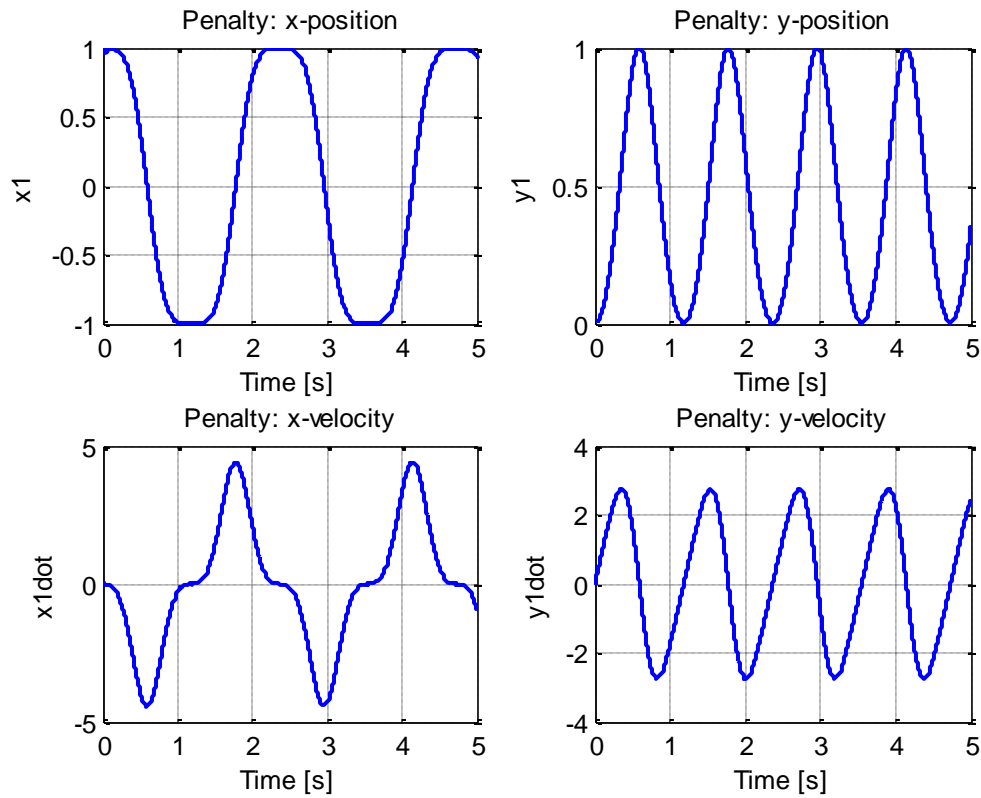 Penalty: x-position
1
0.5
0
-0.5
-1
x1
0 1 2 3 4 5
Time [s]
Penalty: y-position
1
0.5
0
y1
0 1 2 3 4 5
Time [s]
Penalty: x-velocity
5
0
-5
x1dot
0 1 2 3 4 5
Time [s]
Penalty: y-velocity
4
2
0
-2
-4
y1dot
0 1 2 3 4 5
Time [s]